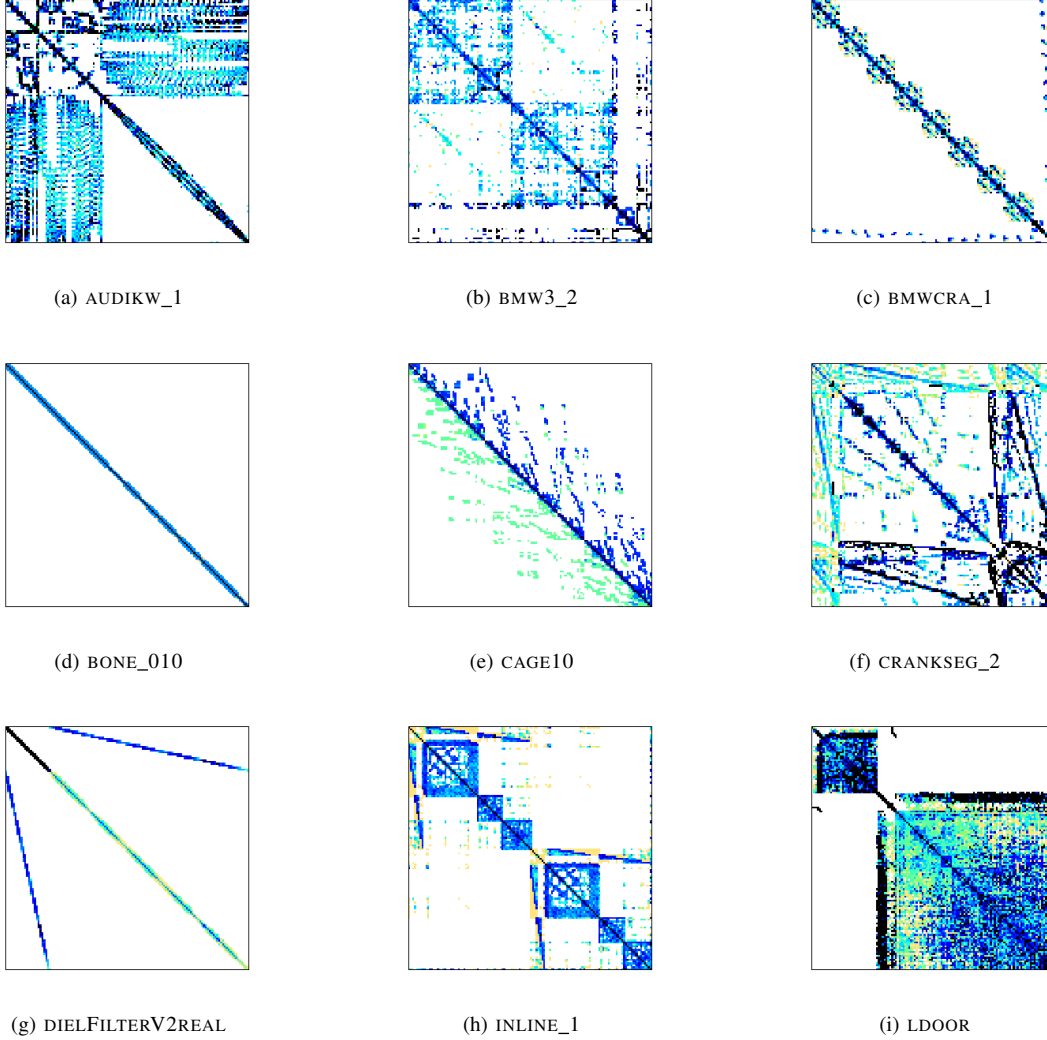 (a) AUDIKW_1
(b) BMW3_2
(c) BMWCRA_1
(d) BONE_010
(e) CAGE10
(f) CRANKSEG_2
(g) DIELFILTERV2REAL
(h) INLINE_1
(i) LDOOR